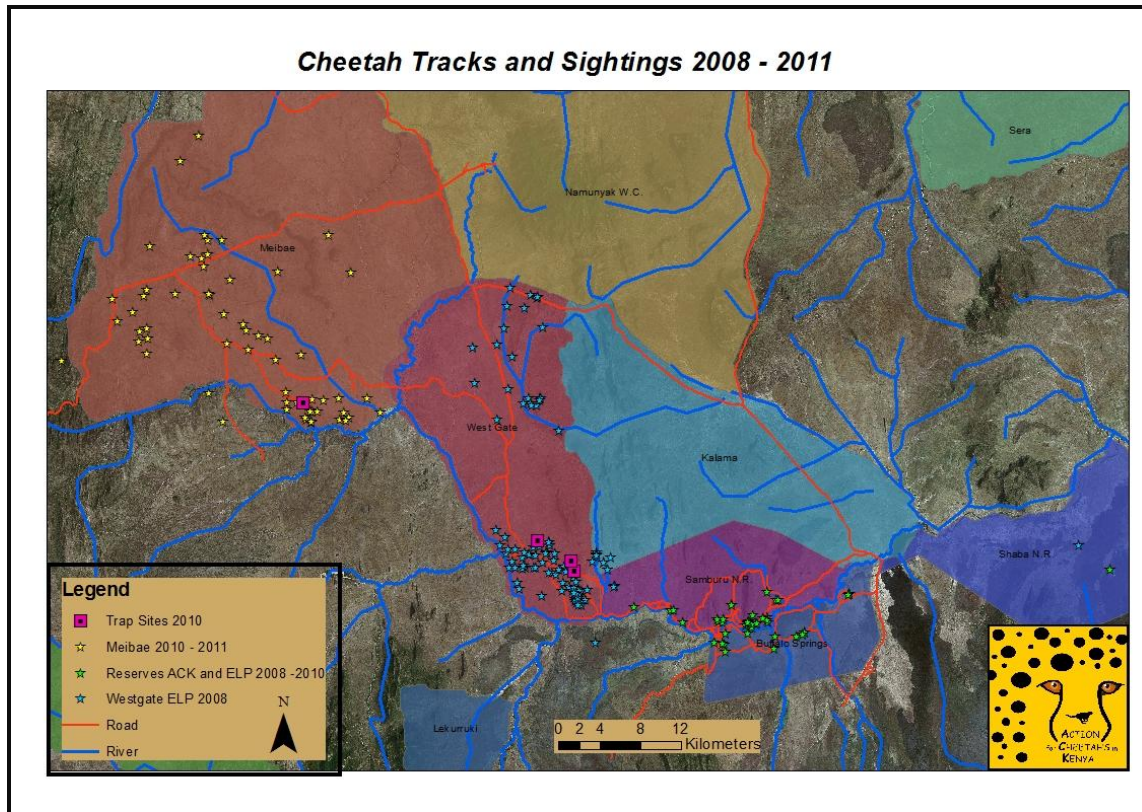 Cheetah Tracks and Sightings 2008 - 2011
Sera
Namunyak W.C.
Meibae
West Gate
Kalama
Shaba N.R
Samburu N.R.
Buffalo Springs
Lekurruki
Legend
Trap Sites 2010
Meibae 2010 - 2011
Reserves ACK and ELP 2008 -2010
Westgate ELP 2008
Road
River
N
0 2 4 8 12
Kilometers
ACTION
For CHEETAHS in
KENYA